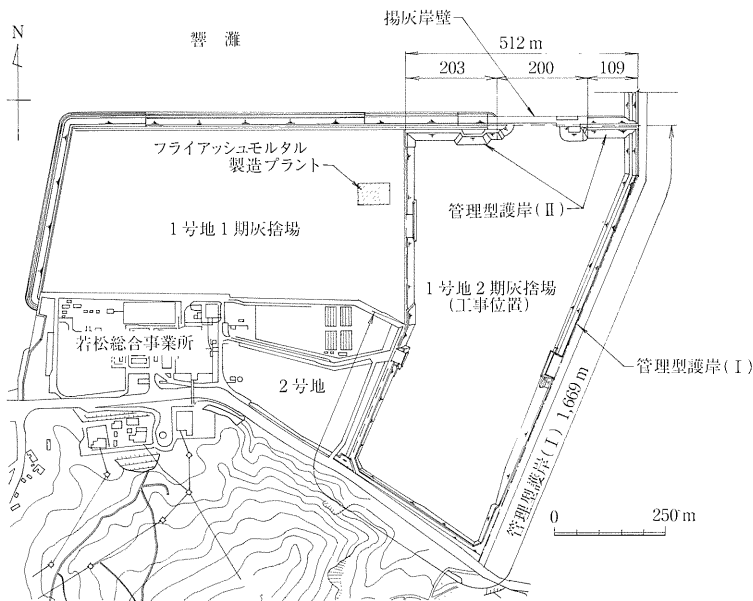 揚灰岸壁
N
響灘
512 m
203
200
109
フライアッシュモルタル
製造プラント
管理型護岸(Ⅱ)
1号地1期灰捨場
1号地2期灰捨場
(工事位置)
若松総合事業所
管理型護岸(Ⅰ)
2号地
管理型護岸(Ⅰ) 1,669 m
0
250 m